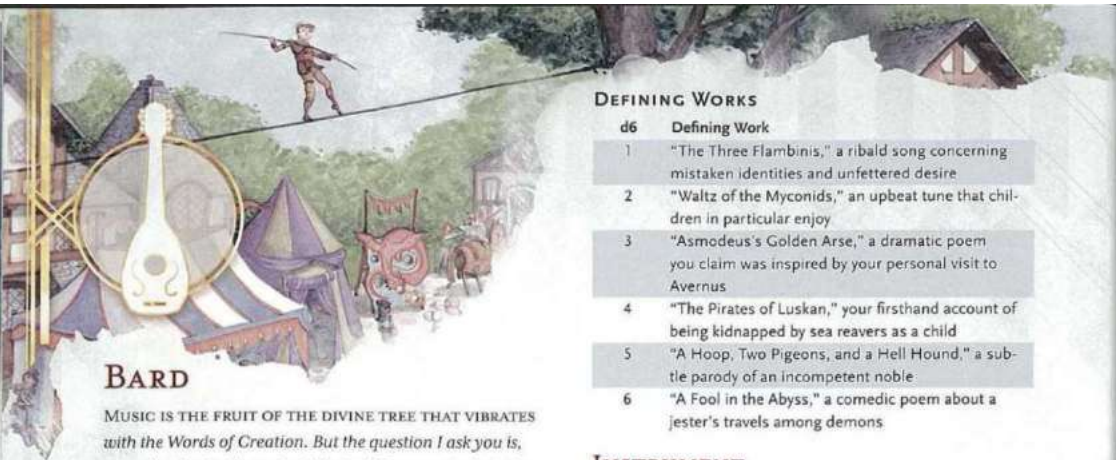 BARD
MUSIC IS THE FRUIT OF THE DIVINE TREE THAT VIBRATES
with the Words of Creation. But the question I ask you is,
DEFINING WORKS
d6 Defining Work
1 "The Three Flambinis," a ribald song concerning
mistaken identities and unfettered desire
2 "Waltz of the Myconids," an upbeat tune that chil-
dren in particular enjoy
3 "Asmodeus's Golden Arse," a dramatic poem
you claim was inspired by your personal visit to
Avernus
4 "The Pirates of Luskan," your firsthand account of
being kidnapped by sea reavers as a child
5 "A Hoop, Two Pigeons, and a Hell Hound," a sub-
tle parody of an incompetent noble
6 "A Fool in the Abyss," a comedic poem about a
jester's travels among demons